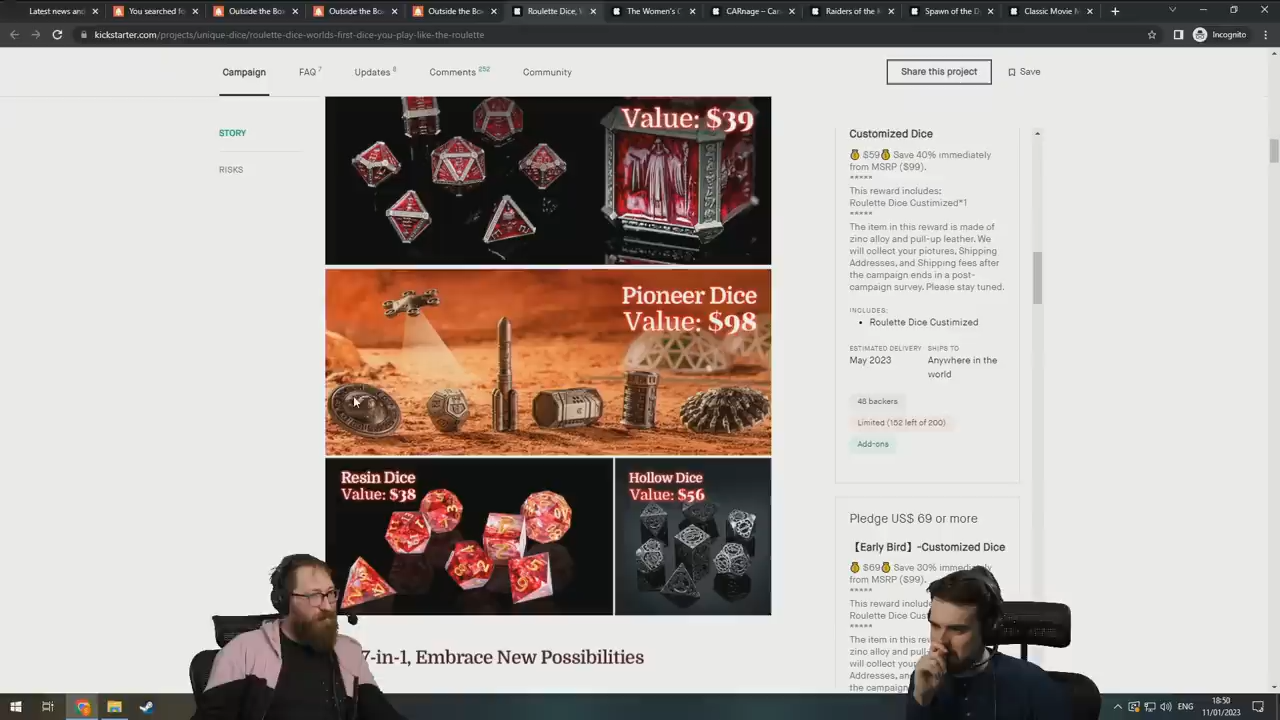 Latest news and
You searched fo
Outside the Box
Outside the Box
Outside the Box
Roulette Dice, W
The Women's C
CARnage – Care
Raiders of the K
Spawn of the D
Classic Movie M
kickstarter.com/projects/unique-dice/roulette-dice-worlds-first-dice-you-play-like-the-roulette
Incognito
Campaign
FAQ 7
Updates 8
Comments 252
Community
Share this project
Save
STORY
RISKS
Value: $39
Pioneer Dice
Value: $98
Resin Dice
Value: $38
Hollow Dice
Value: $56
7-in-1, Embrace New Possibilities
Customized Dice
$59 Save 40% immediately
from MSRP ($99).
*****
This reward includes:
Roulette Dice Custimized*1
*****
The item in this reward is made of
zinc alloy and pull-up leather. We
will collect your pictures, Shipping
Addresses, and Shipping fees after
the campaign ends in a post-
campaign survey. Please stay tuned.
INCLUDES:
Roulette Dice Custimized
ESTIMATED DELIVERY
May 2023
SHIPS TO
Anywhere in the
world
48 backers
Limited (152 left of 200)
Add-ons
Pledge US$ 69 or more
【Early Bird】-Customized Dice
$69 Save 30% immediately
from MSRP ($99).
*****
This reward include
Roulette Dice Cus
*****
The item in this rew
zinc alloy and pull-
will collect your
Addresses, a
the campaign
ENG
18:50
11/01/2023